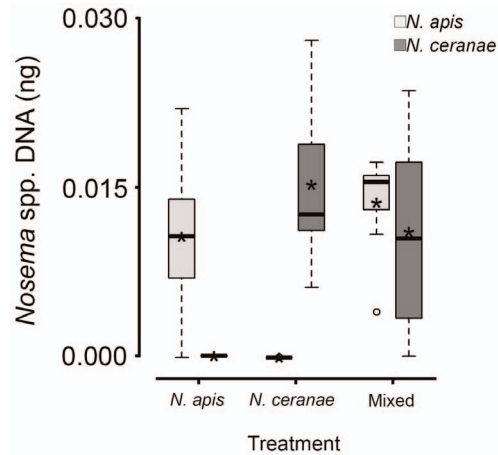 0.030
N. apis
N. ceranae
Nosema spp. DNA (ng)
0.015
0.000
N. apis
N. ceranae
Mixed
Treatment